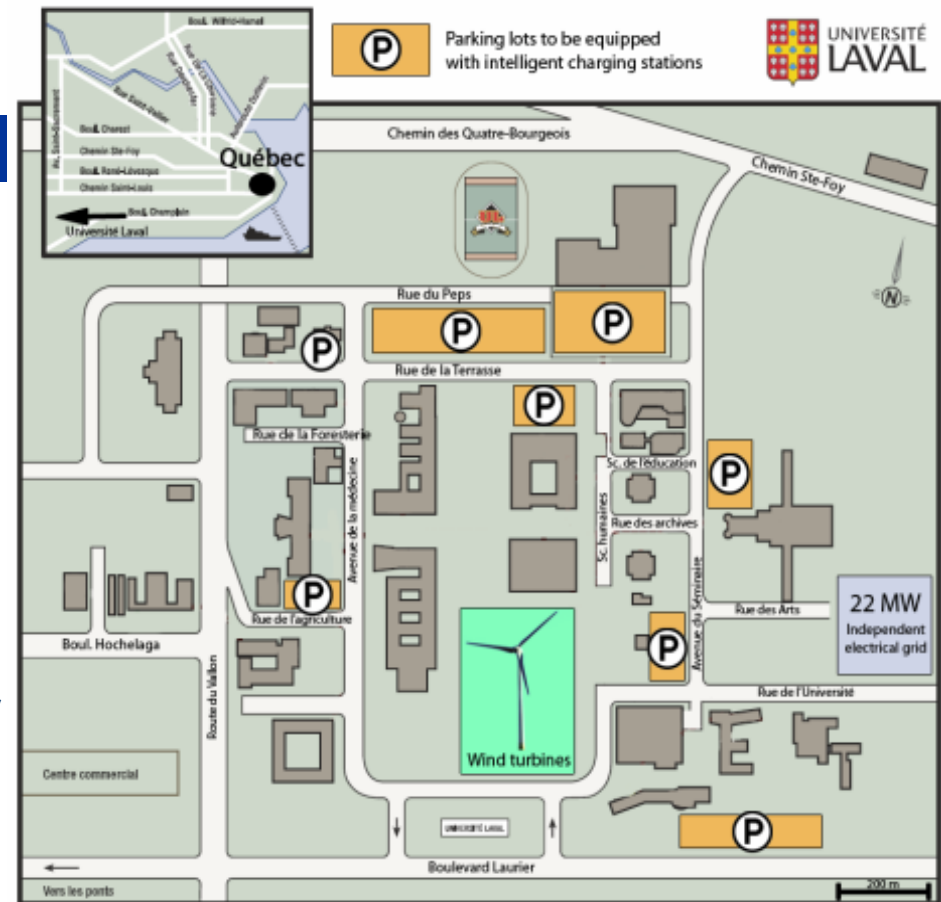 Boul. Wilfrid-Hamel
Rue Saint-Vallier
Av. Saint-Sacrement
Boul. Charest
Chemin Ste-Foy
Boul. René-Lévesque
Chemin Saint-Louis
Boul. Champlain
Québec
Université Laval
P
Parking lots to be equipped
with intelligent charging stations
UNIVERSITÉ
LAVAL
Chemin des Quatre-Bourgeois
Chemin Ste-Foy
N
Rue du Peps
P
P
P
Rue de la Terrasse
P
Rue de la Foresterie
Avenue de la médecine
Sc. de l'éducation
P
Sc. humaines
Rue des archives
P
Rue de l'agriculture
Rue des Arts
22 MW
Independent
electrical grid
Boul. Hochelaga
P
Avenue du Séminaire
Route du Vallon
Rue de l'Université
Wind turbines
Centre commercial
UNIVERSITÉ LAVAL
P
Boulevard Laurier
Vers les ponts
200 m